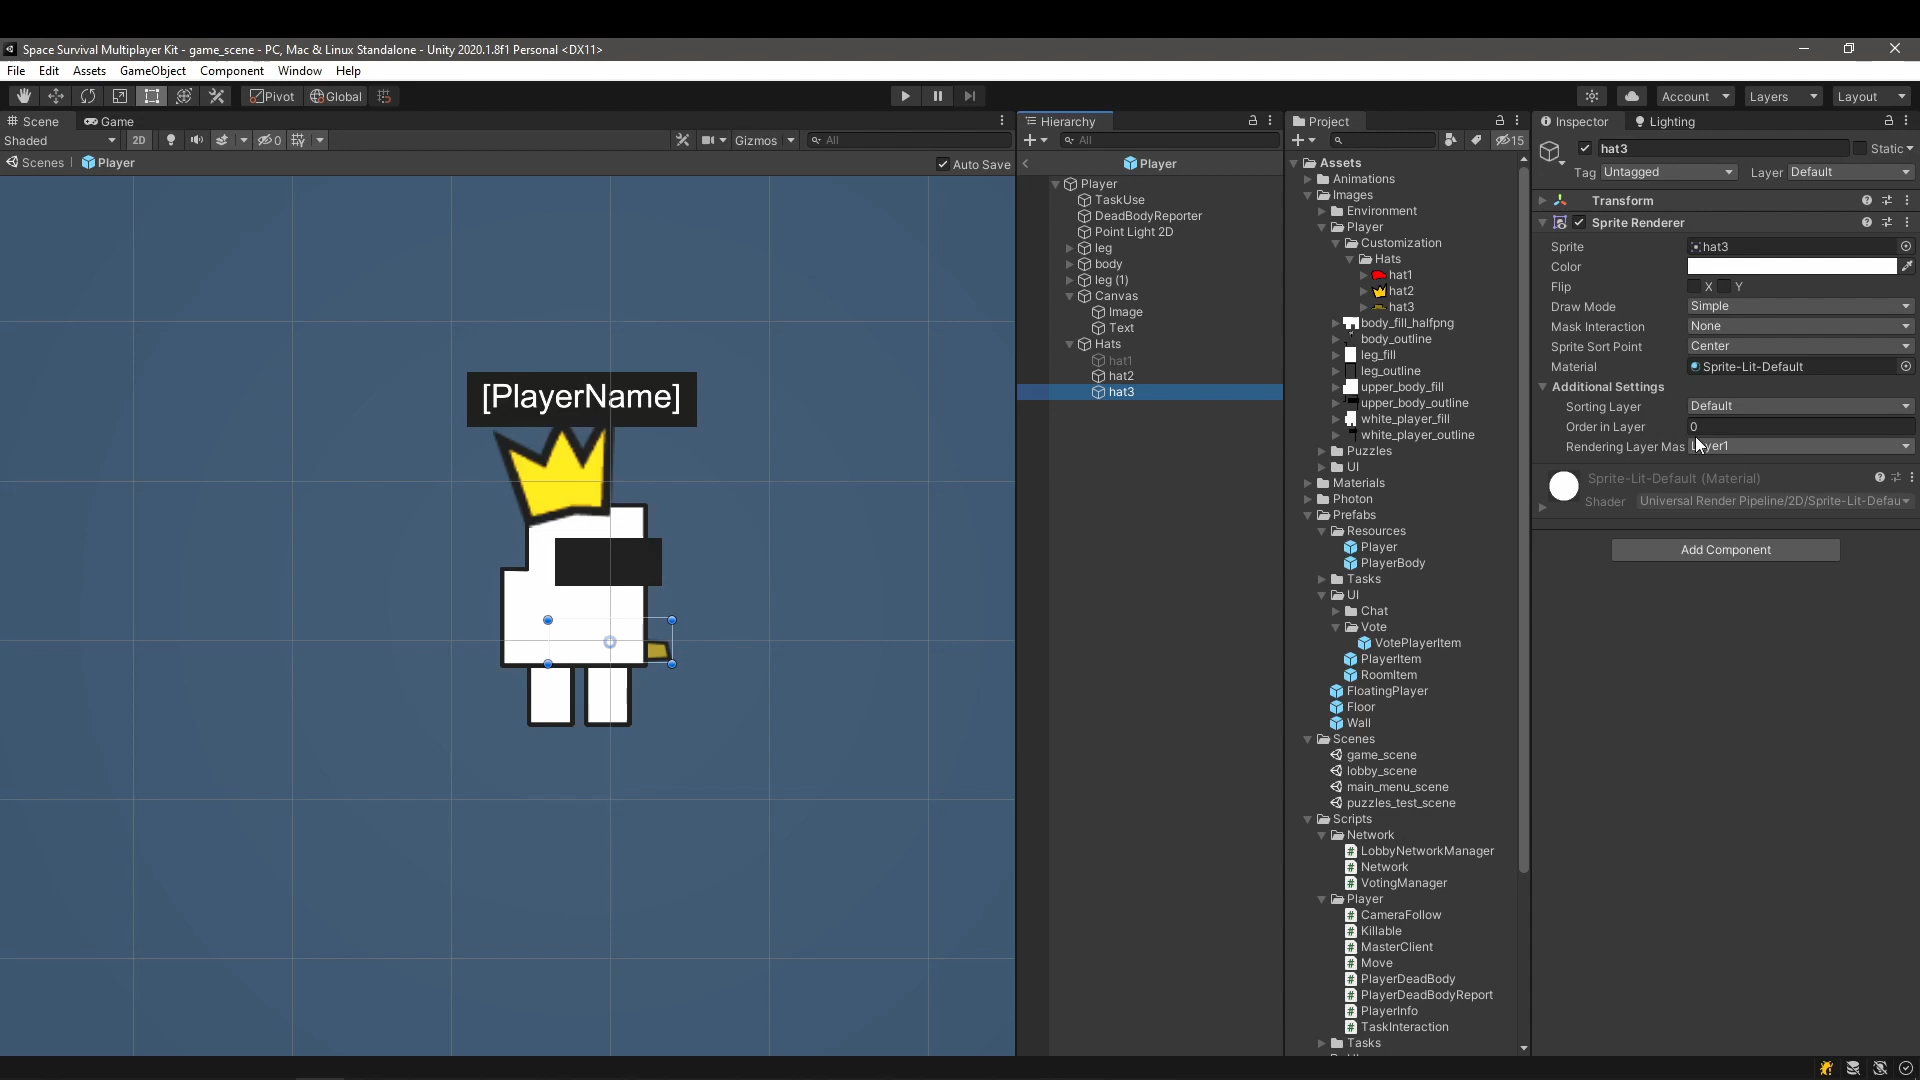 Space Survival Multiplayer Kit - game_scene - PC, Mac & Linux Standalone - Unity 2020.1.8f1 Personal <DX11>
File Edit Assets GameObject Component Window Help
Pivot Global Account Layers Layout
Scene Game
Shaded 2D 0 Gizmos All
Scenes Player Auto Save
[PlayerName]
Hierarchy
All
Player
Player
TaskUse
DeadBodyReporter
Point Light 2D
leg
body
leg (1)
Canvas
Image
Text
Hats
hat1
hat2
hat3
Project
15
Assets
Animations
Images
Environment
Player
Customization
Hats
hat1
hat2
hat3
body_fill_halfpng
body_outline
leg_fill
leg_outline
upper_body_fill
upper_body_outline
white_player_fill
white_player_outline
Puzzles
UI
Materials
Photon
Prefabs
Resources
Player
PlayerBody
Tasks
UI
Chat
Vote
VotePlayerItem
PlayerItem
RoomItem
FloatingPlayer
Floor
Wall
Scenes
game_scene
lobby_scene
main_menu_scene
puzzles_test_scene
Scripts
Network
LobbyNetworkManager
Network
VotingManager
Player
CameraFollow
Killable
MasterClient
Move
PlayerDeadBody
PlayerDeadBodyReport
PlayerInfo
TaskInteraction
Tasks
Inspector Lighting
hat3 Static
Tag Untagged Layer Default
Transform
Sprite Renderer
Sprite hat3
Color
Flip X Y
Draw Mode Simple
Mask Interaction None
Sprite Sort Point Center
Material Sprite-Lit-Default
Additional Settings
Sorting Layer Default
Order in Layer 0
Rendering Layer Mas
Sprite-Lit-Default (Material)
Shader Universal Render Pipeline/2D/Sprite-Lit-Defau
Add Component